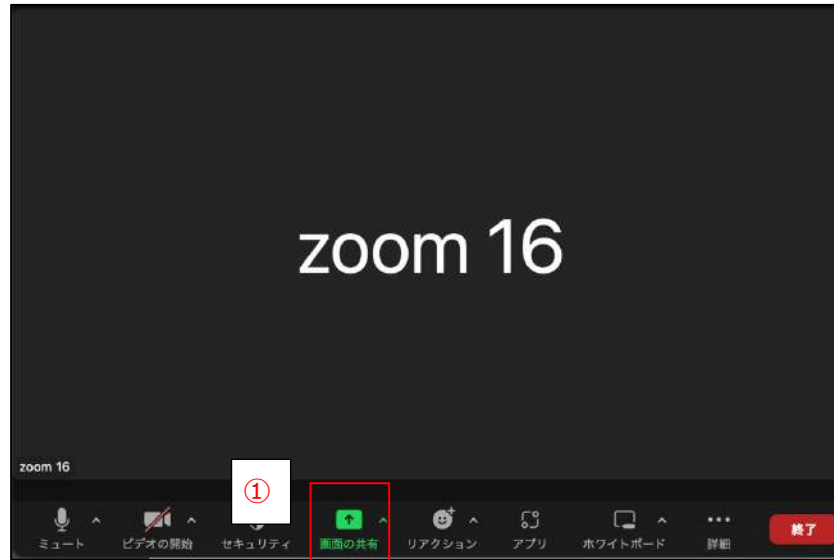 zoom 16
zoom 16
①
ミュート
ビデオの開始
セキュリティ
画面の共有
リアクション
アプリ
ホワイトボード
詳細
終了